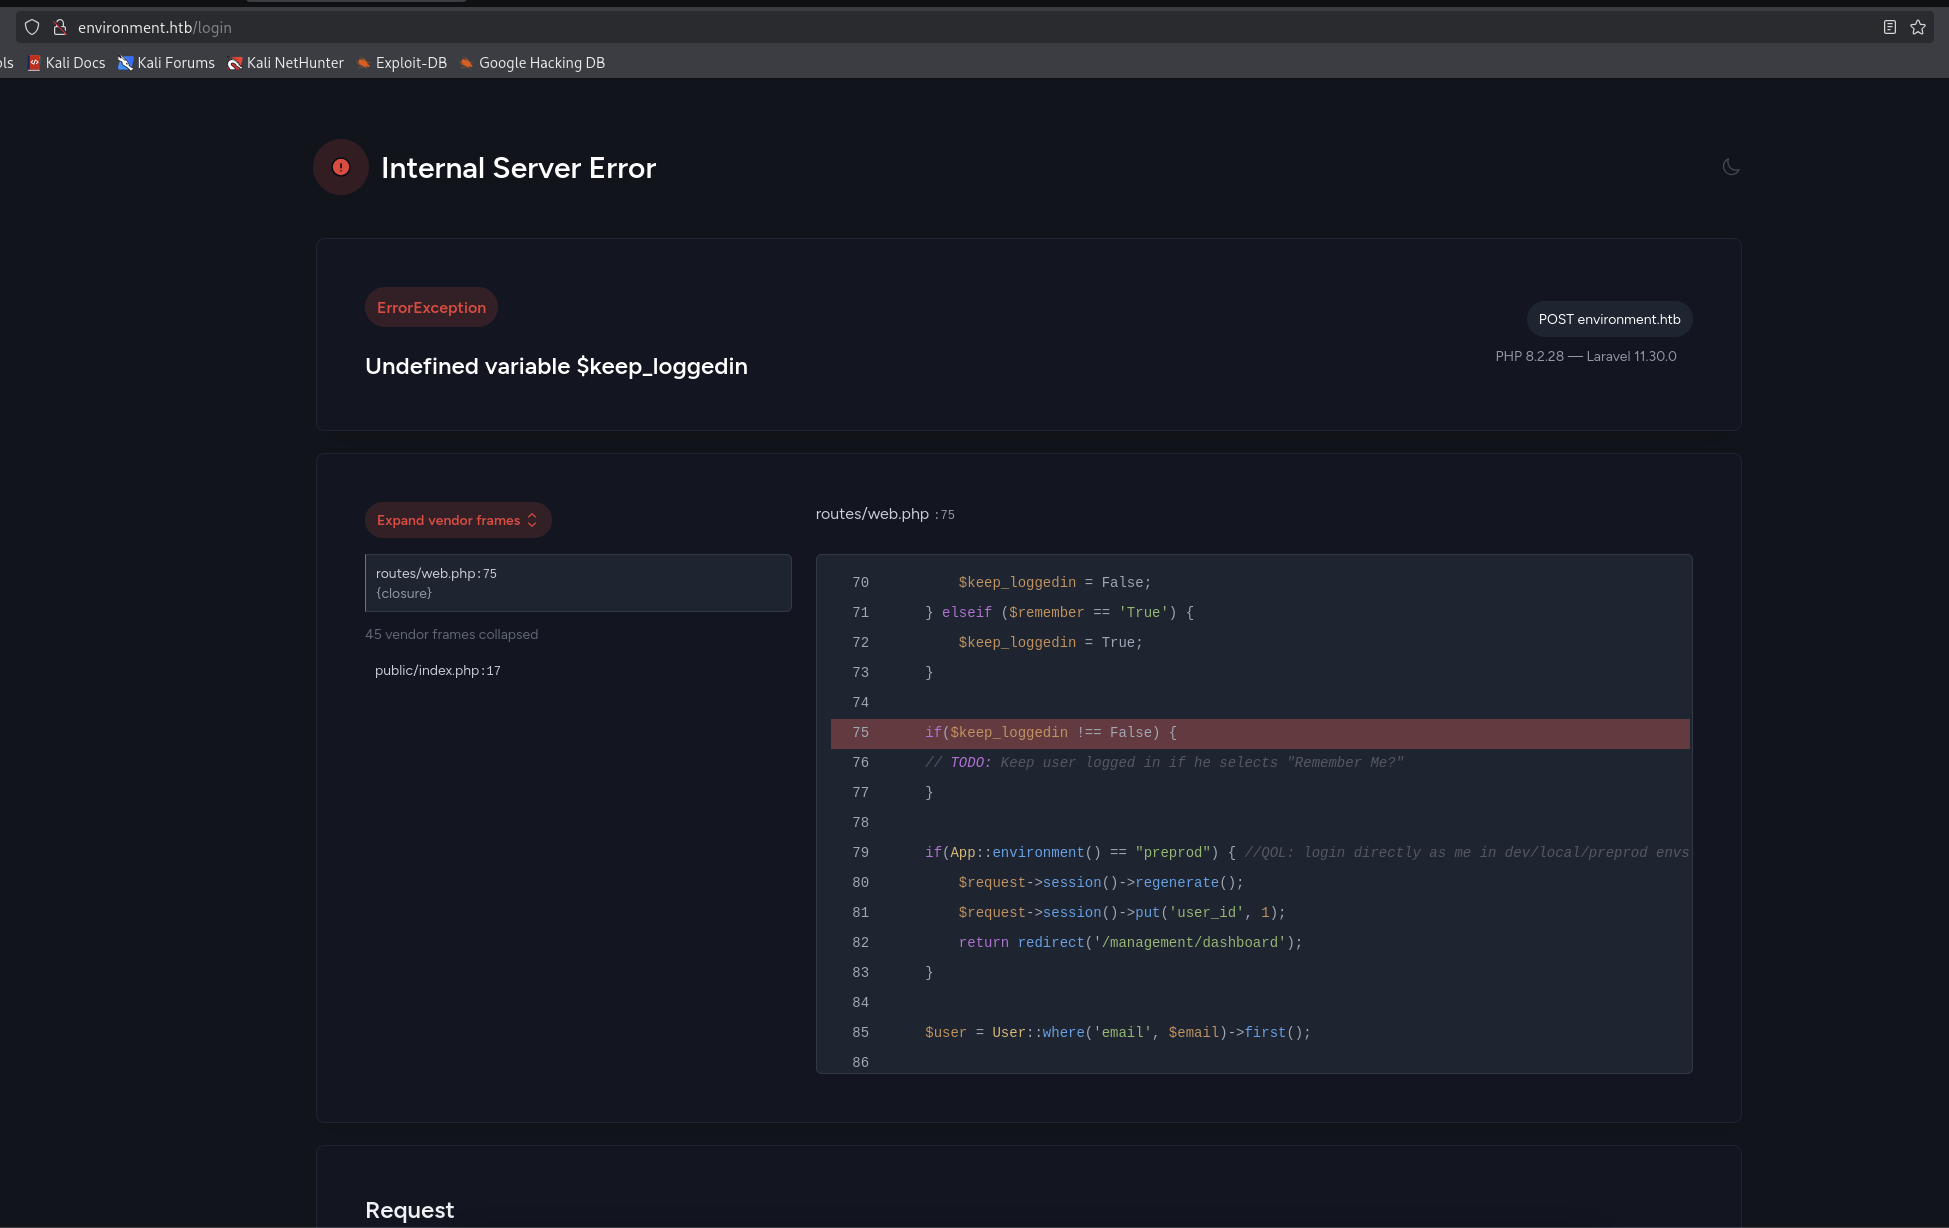 environment.htb/login
ols Kali Docs Kali Forums Kali NetHunter Exploit-DB Google Hacking DB
Internal Server Error
ErrorException
POST environment.htb
PHP 8.2.28 — Laravel 11.30.0
Undefined variable $keep_loggedin
Expand vendor frames
routes/web.php:75
{closure}
45 vendor frames collapsed
public/index.php:17
routes/web.php :75
70 $keep_loggedin = False;
71 } elseif ($remember == 'True') {
72 $keep_loggedin = True;
73 }
74
75 if($keep_loggedin !== False) {
76 // TODO: Keep user logged in if he selects "Remember Me?"
77 }
78
79 if(App::environment() == "preprod") { //QOL: login directly as me in dev/local/preprod envs
80 $request->session()->regenerate();
81 $request->session()->put('user_id', 1);
82 return redirect('/management/dashboard');
83 }
84
85 $user = User::where('email', $email)->first();
86
Request